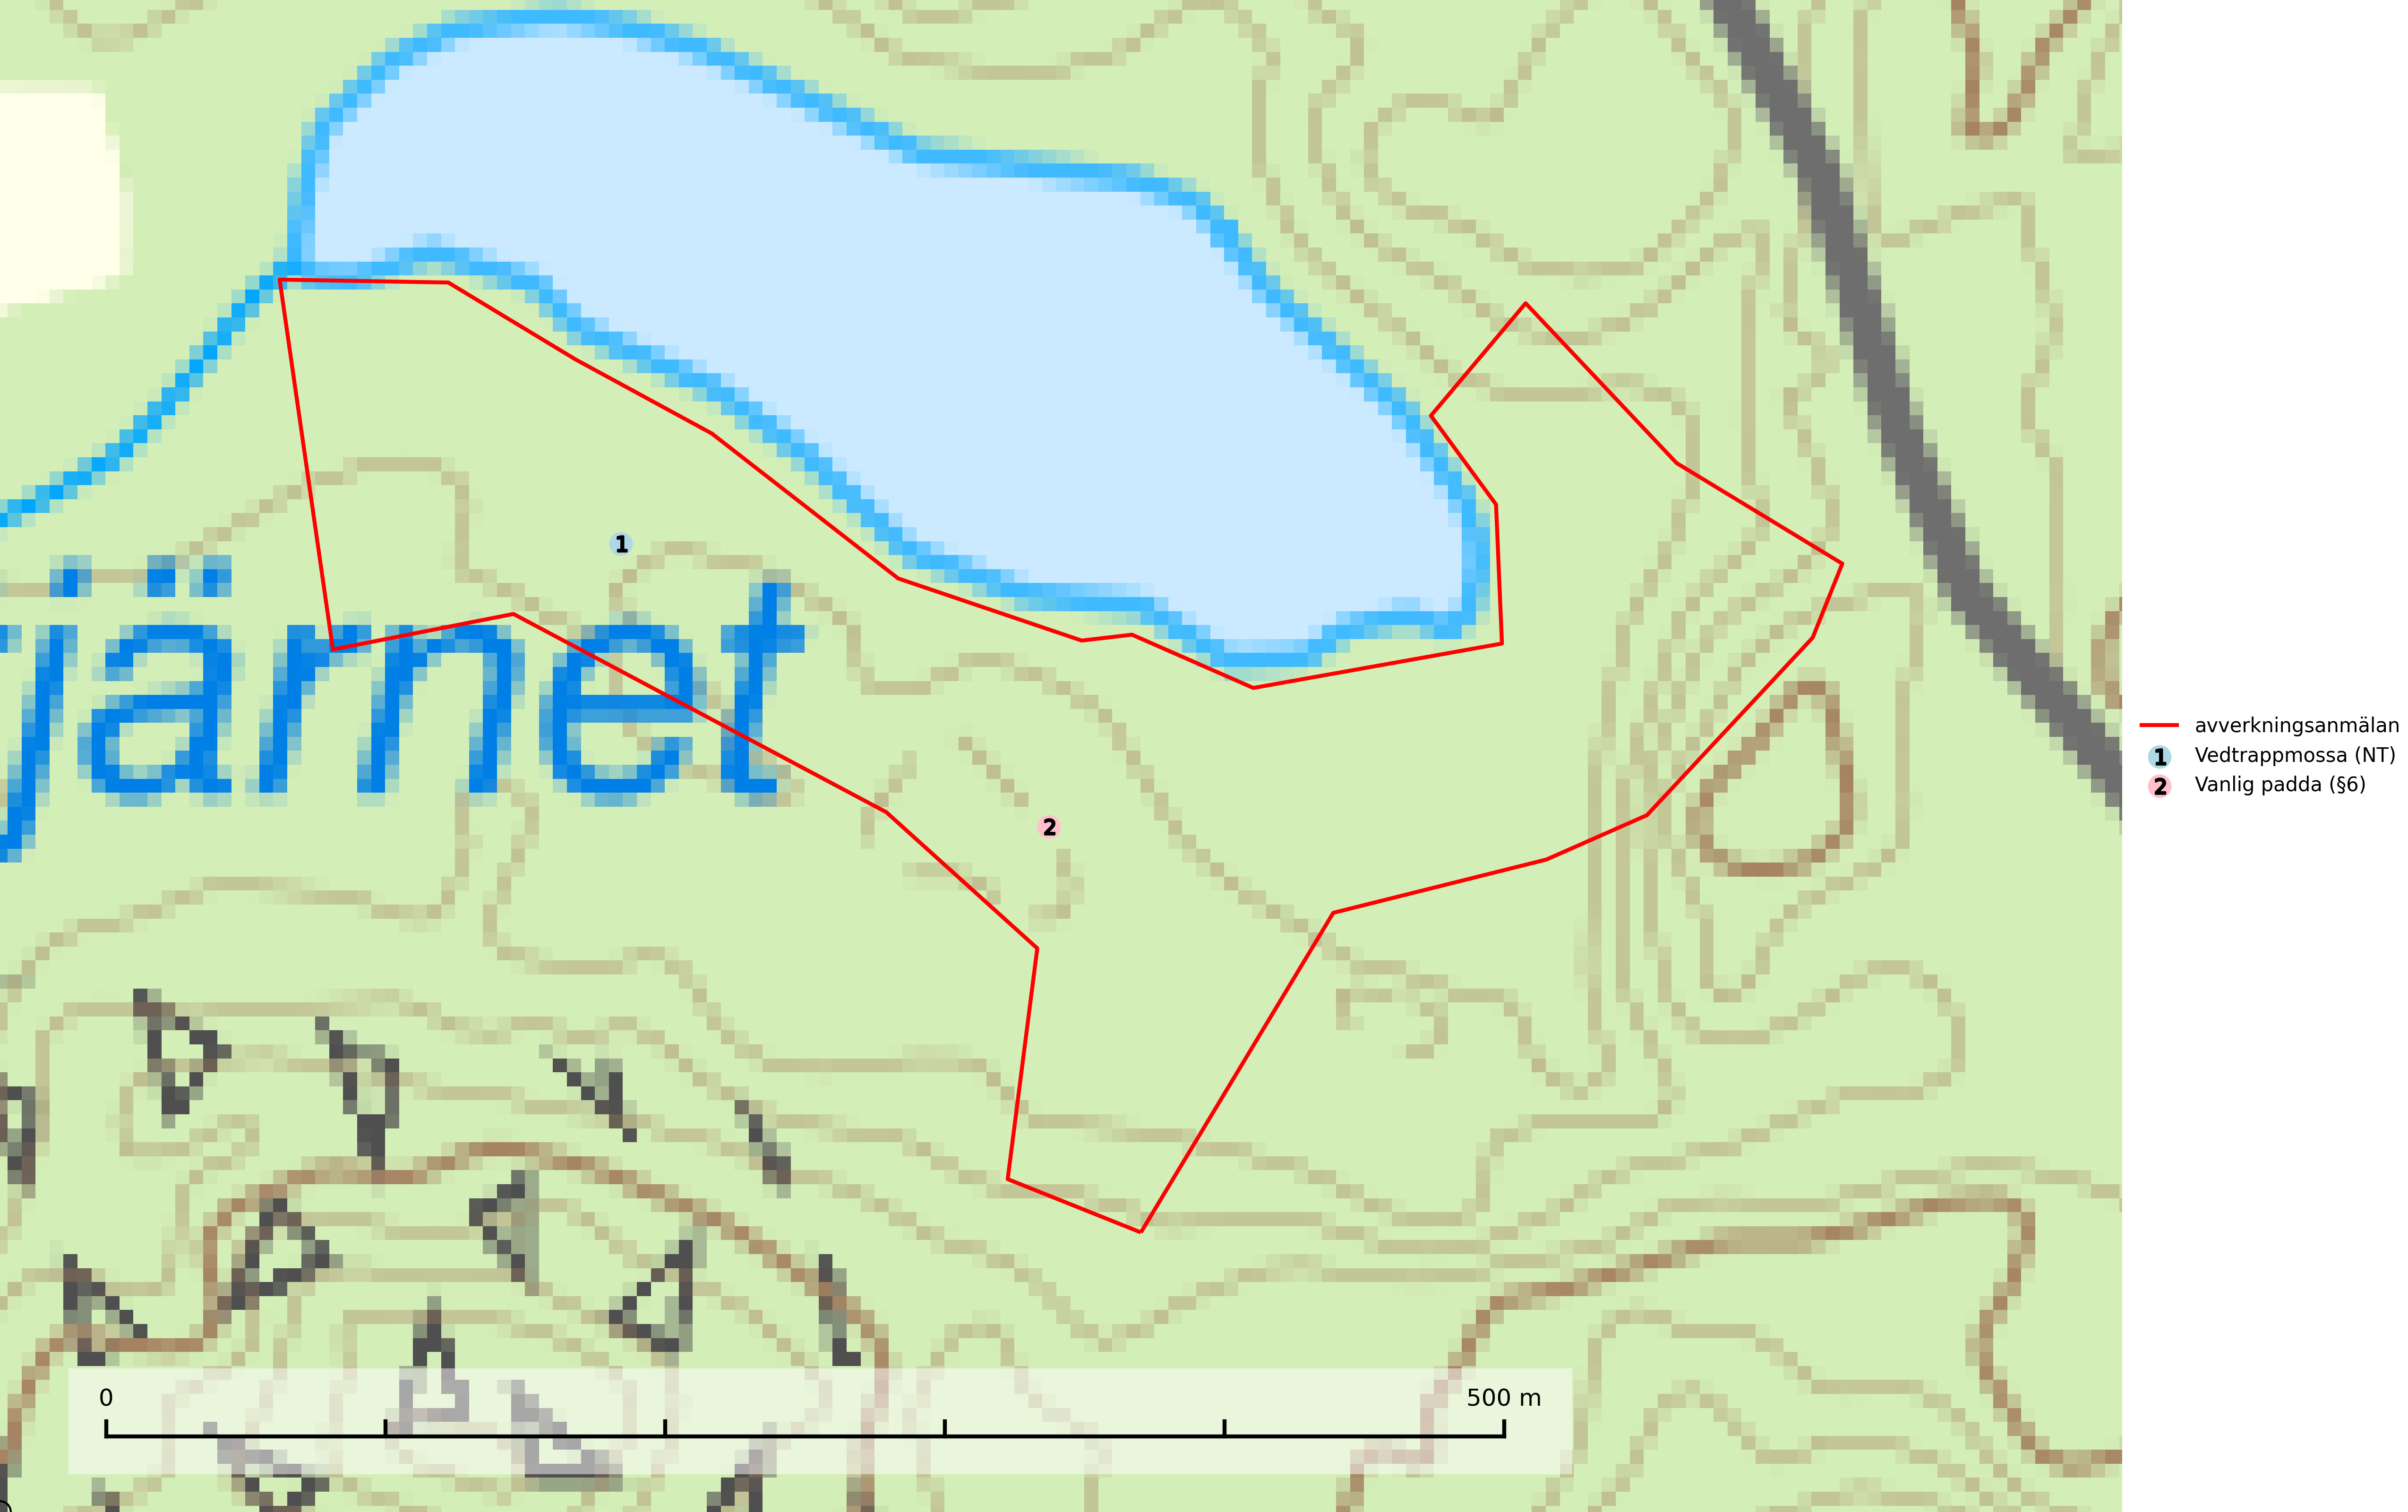 1
järnet
2
avverkningsanmälan
1 Vedtrappmossa (NT)
2 Vanlig padda (§6)
0 500 m